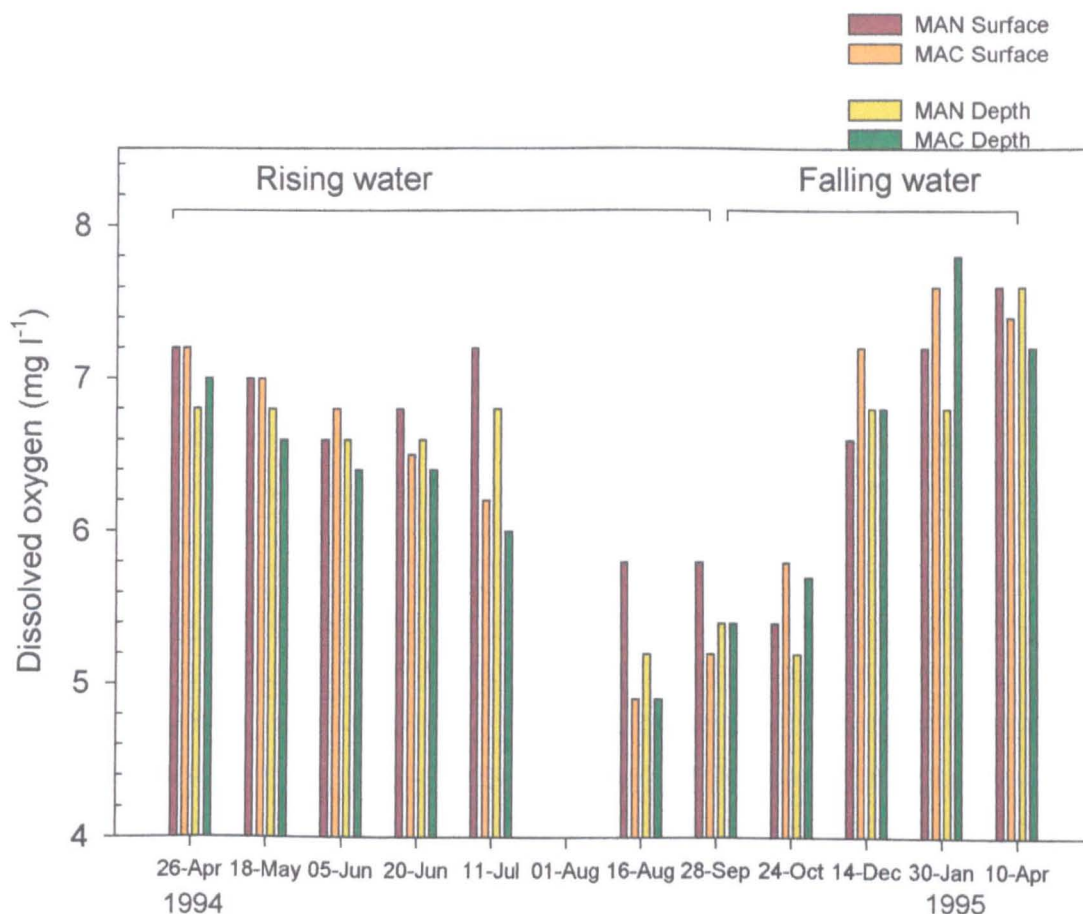 MAN Surface
MAC Surface
MAN Depth
MAC Depth
Rising water
Falling water
Dissolved oxygen (mg l⁻¹)
8
7
6
5
4
26-Apr 18-May 05-Jun 20-Jun 11-Jul 01-Aug 16-Aug 28-Sep 24-Oct 14-Dec 30-Jan 10-Apr
1994 1995